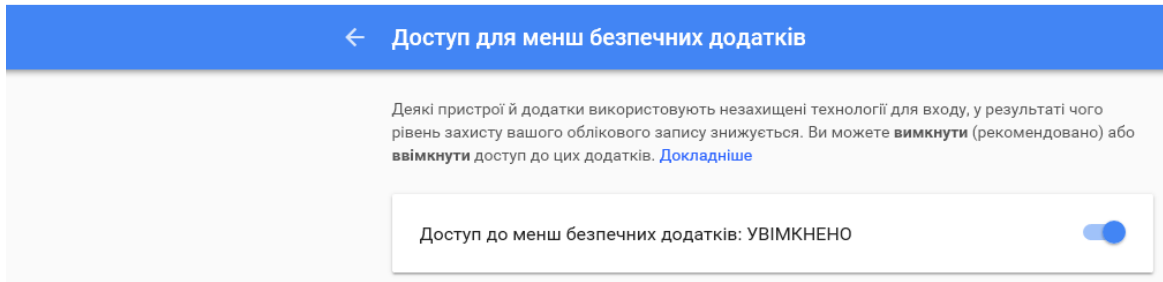 Доступ для менш безпечних додатків
Деякі пристрої й додатки використовують незахищені технології для входу, у результаті чого
рівень захисту вашого облікового запису знижується. Ви можете вимкнути (рекомендовано) або
ввімкнути доступ до цих додатків. Докладніше
Доступ до менш безпечних додатків: УВІМКНЕНО